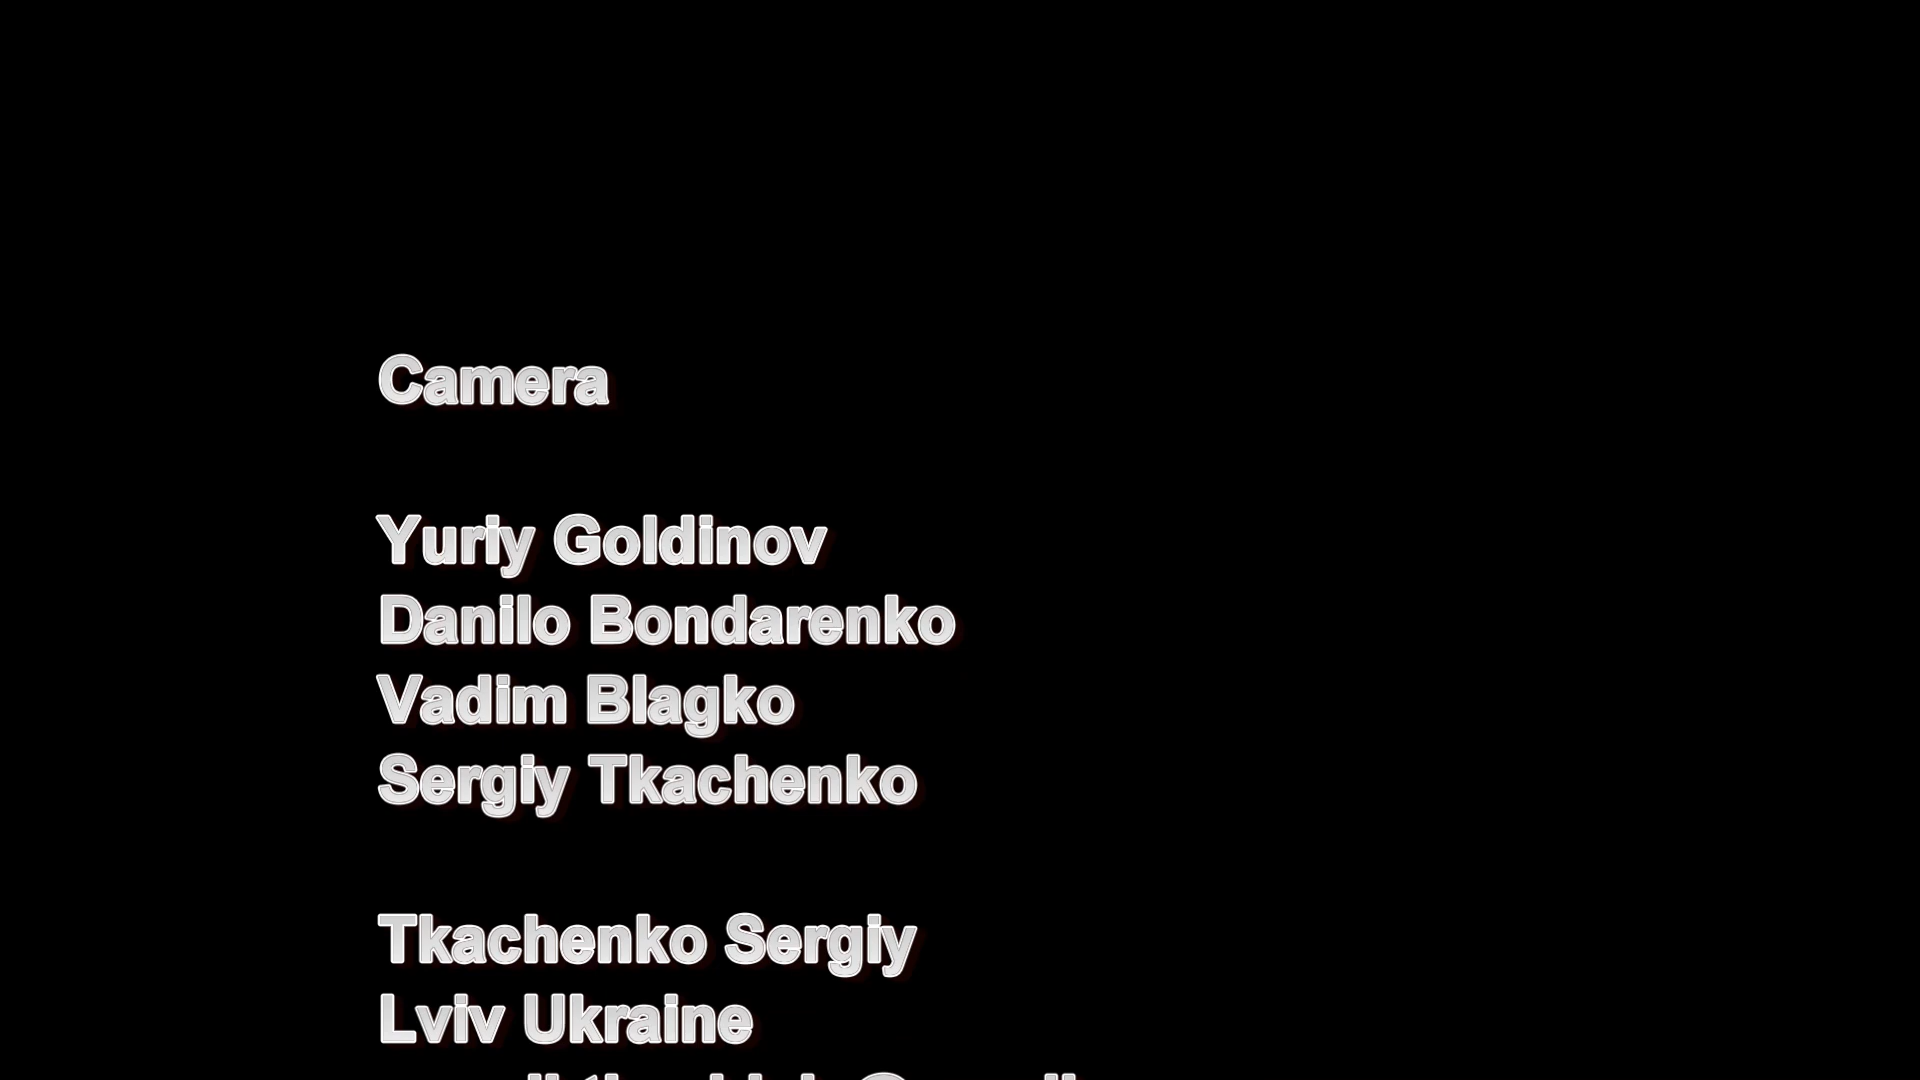 Camera
Yuriy Goldinov
Danilo Bondarenko
Vadim Blagko
Sergiy Tkachenko
Tkachenko Sergiy
Lviv Ukraine